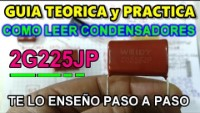 GUIA TEORICA y PRACTICA
COMO LEER CONDENSADORES
2G225JP
TE LO ENSEÑO PASO A PASO